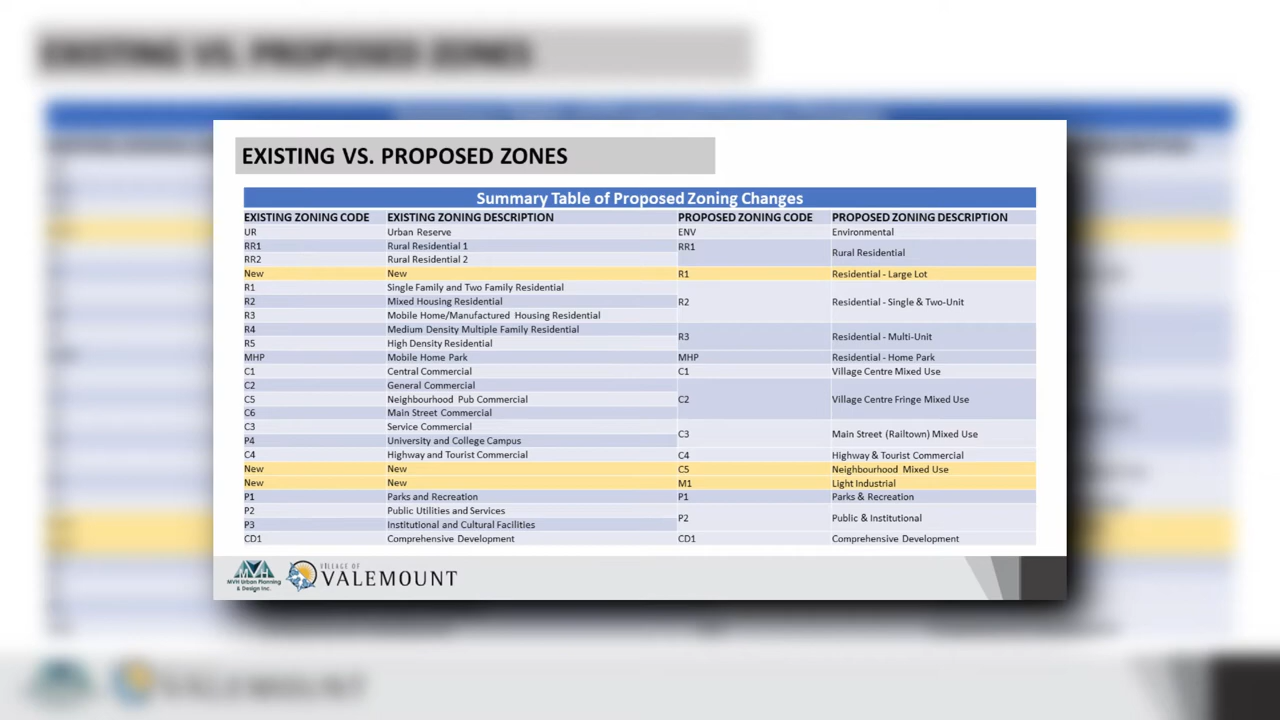 EXISTING VS. PROPOSED ZONES
Summary Table of Proposed Zoning Changes
EXISTING ZONING CODE EXISTING ZONING DESCRIPTION PROPOSED ZONING CODE PROPOSED ZONING DESCRIPTION
UR Urban Reserve ENV Environmental
RR1 Rural Residential 1 RR1 Rural Residential
RR2 Rural Residential 2
New New R1 Residential - Large Lot
R1 Single Family and Two Family Residential
R2 Mixed Housing Residential R2 Residential - Single & Two-Unit
R3 Mobile Home/Manufactured Housing Residential
R4 Medium Density Multiple Family Residential R3 Residential - Multi-Unit
R5 High Density Residential
MHP Mobile Home Park MHP Residential - Home Park
C1 Central Commercial C1 Village Centre Mixed Use
C2 General Commercial
C5 Neighbourhood Pub Commercial C2 Village Centre Fringe Mixed Use
C6 Main Street Commercial
C3 Service Commercial C3 Main Street (Railtown) Mixed Use
P4 University and College Campus
C4 Highway and Tourist Commercial C4 Highway & Tourist Commercial
New New C5 Neighbourhood Mixed Use
New New M1 Light Industrial
P1 Parks and Recreation P1 Parks & Recreation
P2 Public Utilities and Services P2 Public & Institutional
P3 Institutional and Cultural Facilities
CD1 Comprehensive Development CD1 Comprehensive Development
MVH Urban Planning
& Design Inc.
VILLAGE OF
VALEMOUNT